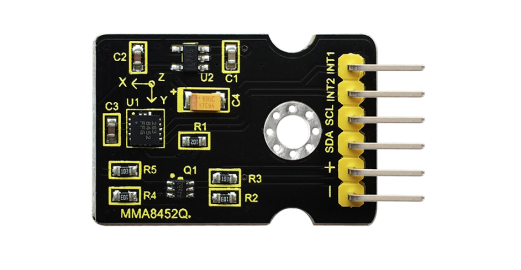 C2
U2
C1
X
Z
Y
C3
U1
+
C4
R1
R5
R4
Q1
R3
R2
MMA8452Q
INT1
INT2
SCL
SDA
+
−